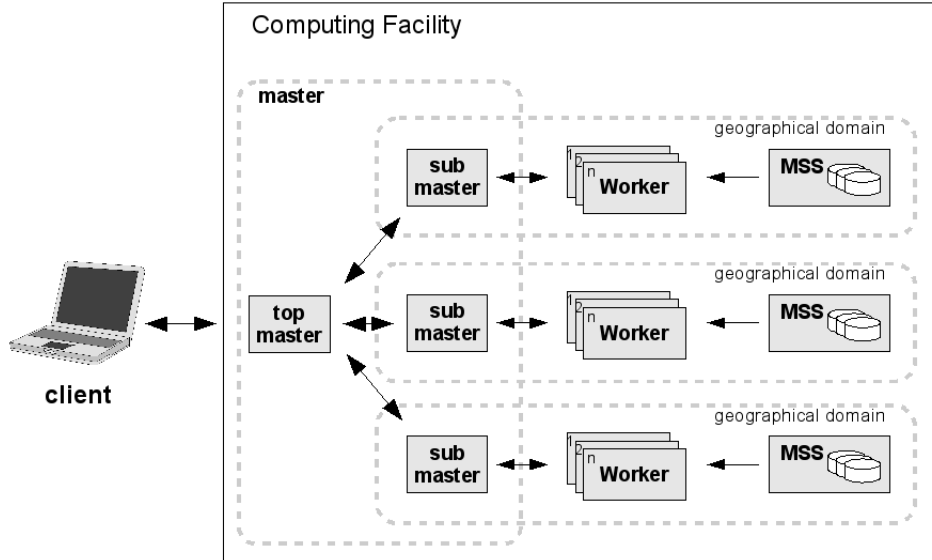 Computing Facility
master
geographical domain
sub
master
1
2
n
Worker
MSS
geographical domain
top
master
sub
master
1
2
n
Worker
MSS
client
geographical domain
sub
master
1
2
n
Worker
MSS